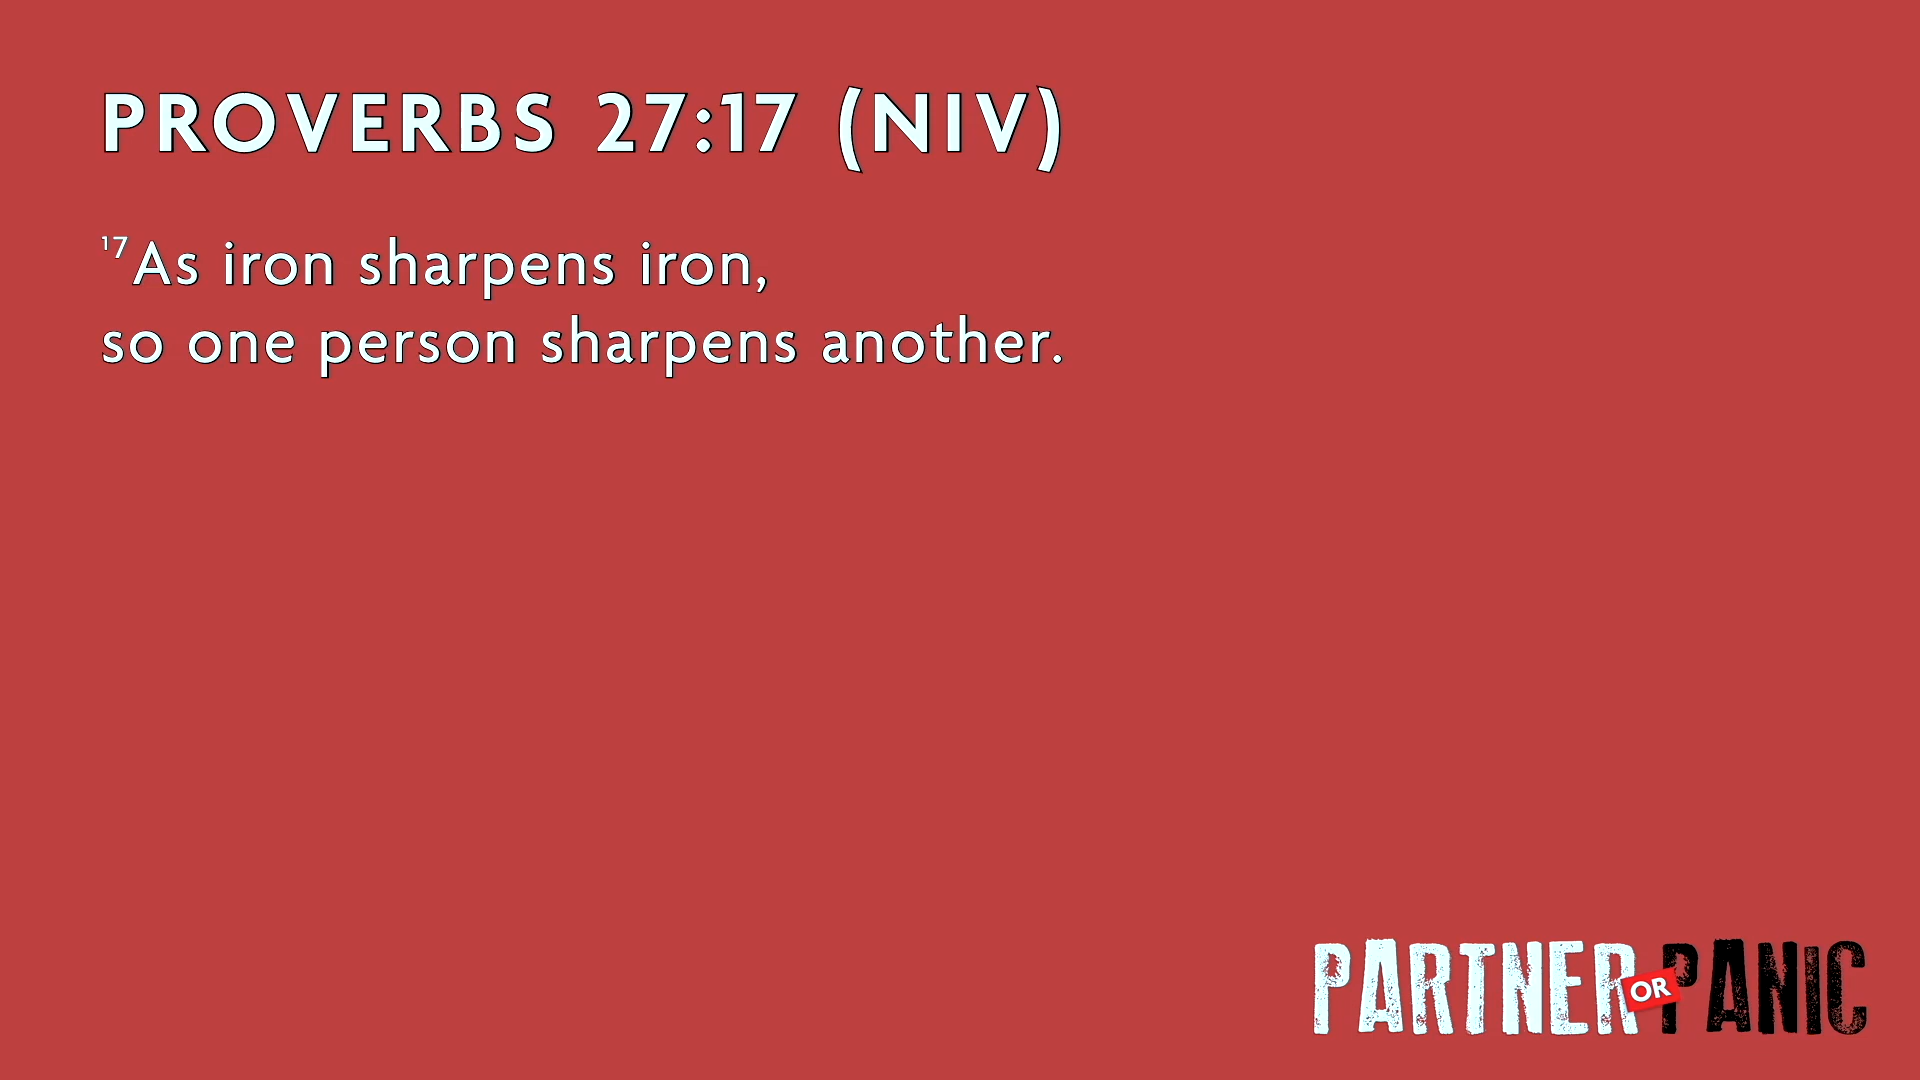 PROVERBS 27:17 (NIV)
¹⁷As iron sharpens iron,
so one person sharpens another.
PARTNER OR PANIC